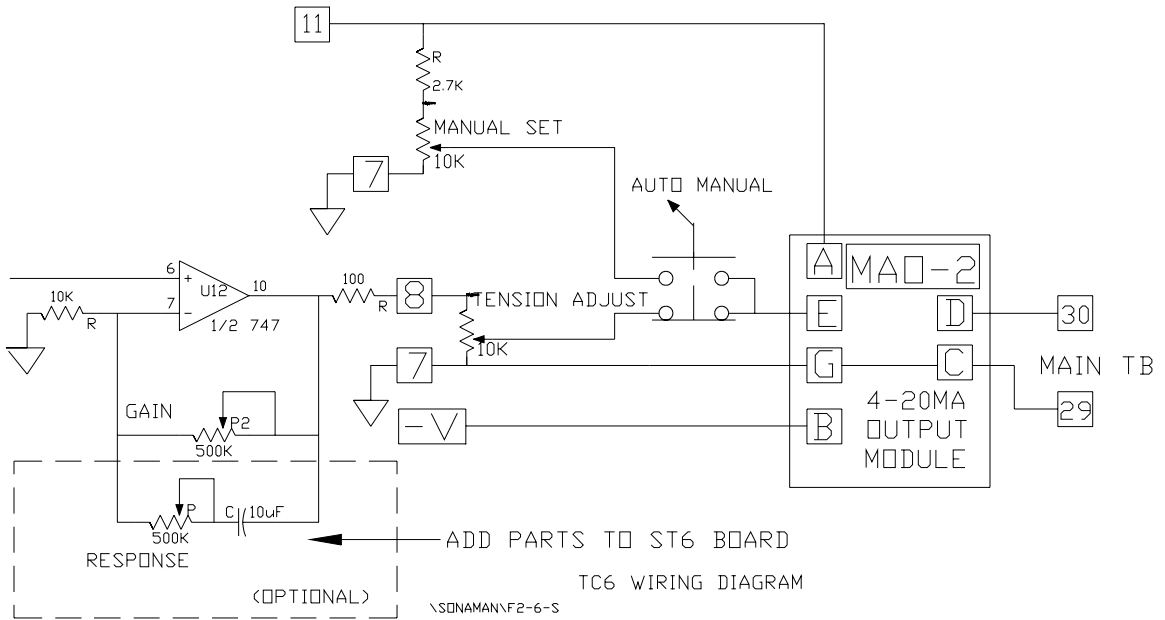 11
R
2.7K
MANUAL SET
10K
7
AUTO MANUAL
A
MAO-2
6
+
U12
10
100
R
8
TENSION ADJUST
10K
7
-
1/2 747
10K
R
E
D
30
7
G
C
MAIN TB
29
GAIN
P2
500K
-V
B
4-20MA
OUTPUT
MODULE
P
500K
C
10uF
RESPONSE
ADD PARTS TO ST6 BOARD
(OPTIONAL)
TC6 WIRING DIAGRAM
\SONAMAN\F2-6-S